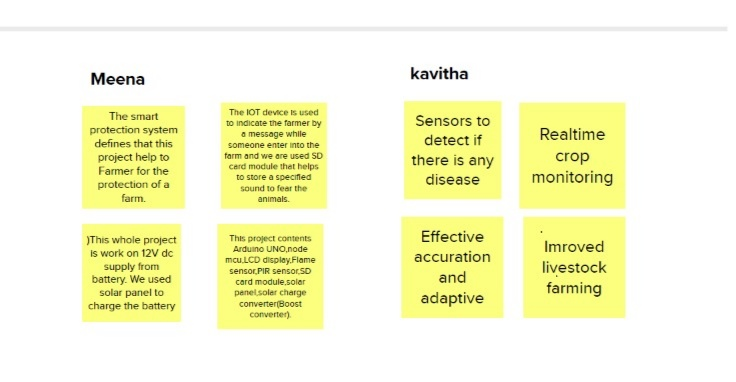 Meena
The smart
protection system
defines that this
project help to
Farmer for the
protection of a
farm.
The IOT device is used
to indicate the farmer by
a message while
someone enter into the
farm and we are used SD
card module that helps
to store a specified
sound to fear the
animals.
)This whole project
is work on 12V dc
supply from
battery. We used
solar panel to
charge the battery
This project contents
Arduino UNO,node
mcu,LCD display,Flame
sensor,PIR sensor,SD
card module,solar
panel,solar charge
converter(Boost
converter).
kavitha
Sensors to
detect if
there is any
disease
Realtime
crop
monitoring
Effective
accuration
and
adaptive
Imroved
livestock
farming